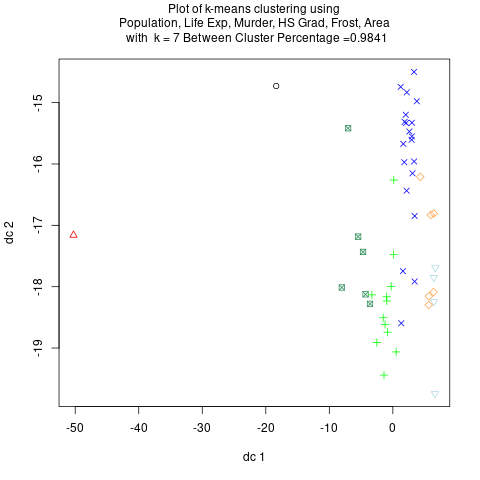 Plot of k-means clustering using
Population, Life Exp, Murder, HS Grad, Frost, Area
with k = 7 Between Cluster Percentage =0.9841
-15
-16
-17
-18
-19
dc 2
-50 -40 -30 -20 -10 0
dc 1